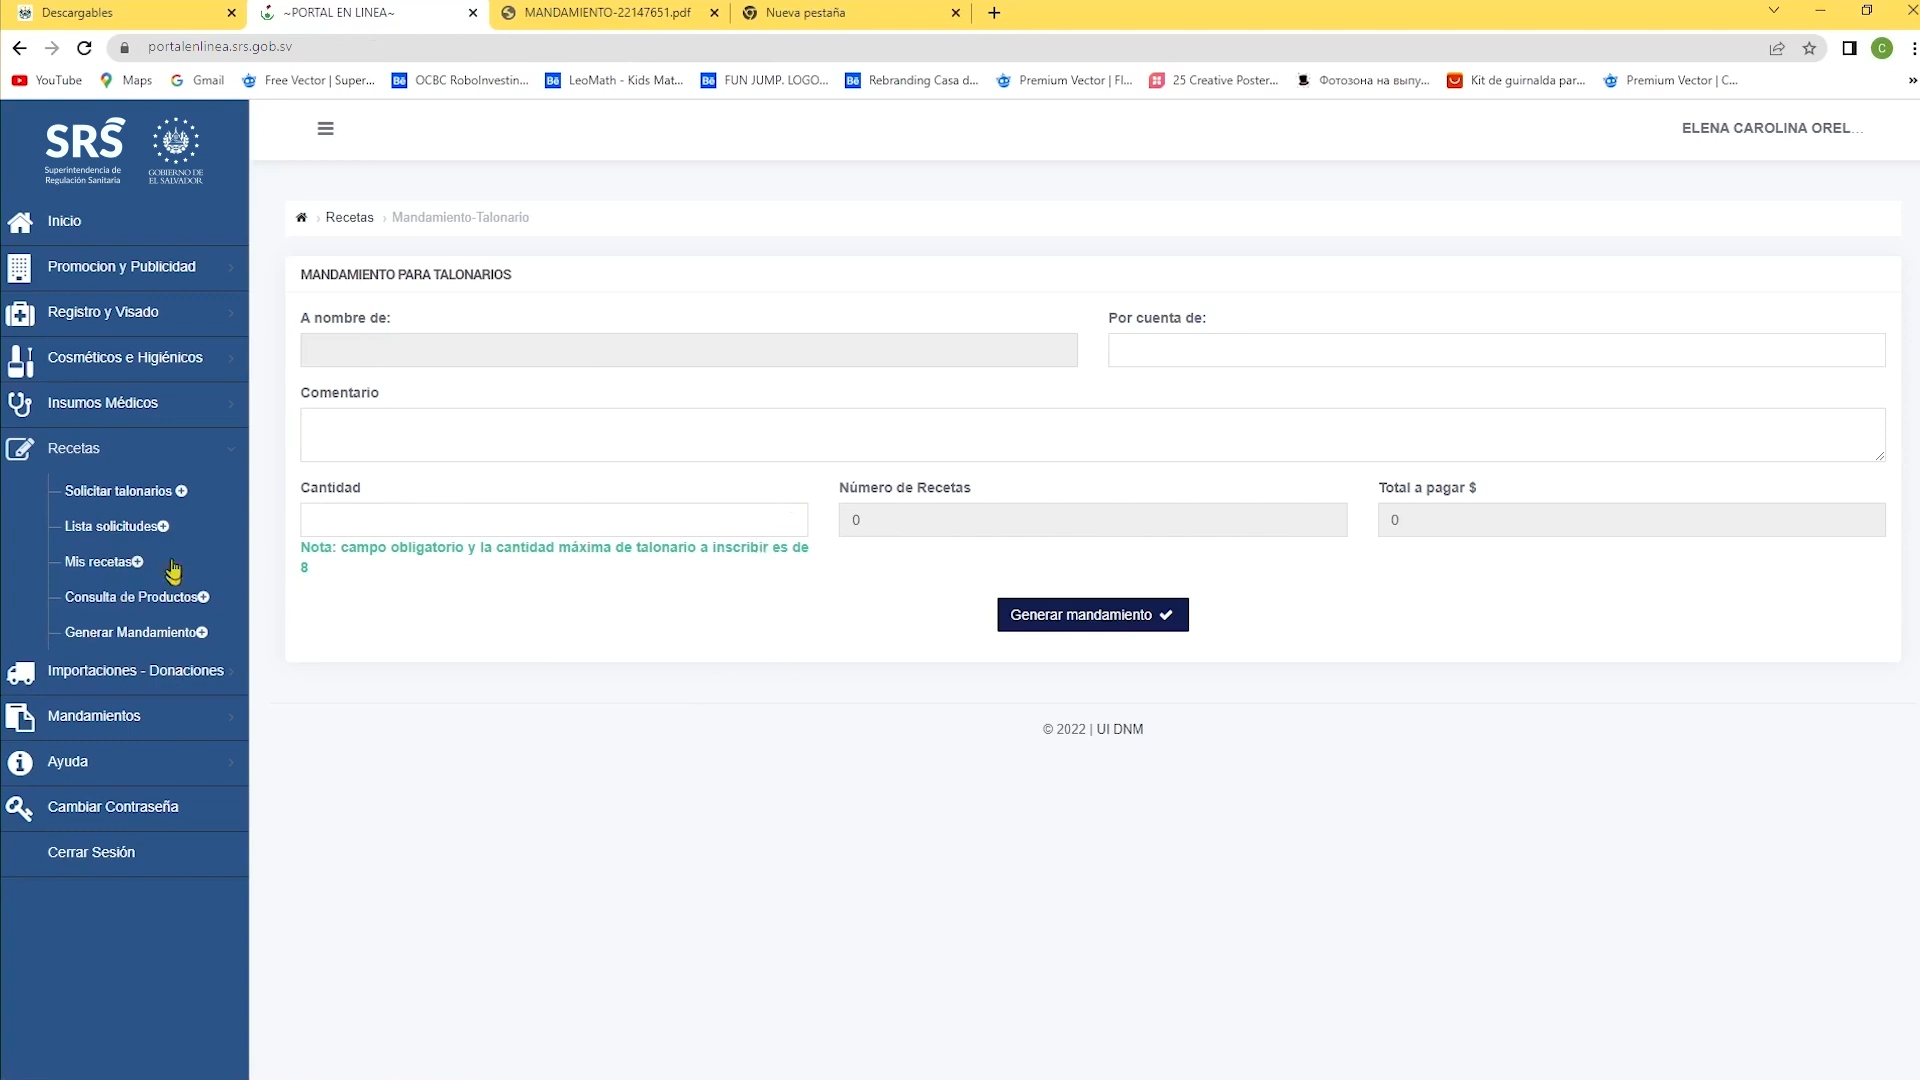 Descargables
~PORTAL EN LINEA~
MANDAMIENTO-22147651.pdf
Nueva pestaña
portalenlinea.srs.gob.sv
C
YouTube
Maps
Gmail
Free Vector | Super...
OCBC RoboInvestin...
LeoMath - Kids Mat...
FUN JUMP. LOGO...
Rebranding Casa d...
Premium Vector | Fl...
25 Creative Poster...
Фотозона на выпу...
Kit de guirnalda par...
Premium Vector | C...
SRS
Superintendencia de
Regulación Sanitaria
GOBIERNO DE
EL SALVADOR
ELENA CAROLINA OREL...
Inicio
Promocion y Publicidad
Registro y Visado
Cosméticos e Higiénicos
Insumos Médicos
Recetas
Solicitar talonarios
Lista solicitudes
Mis recetas
Consulta de Productos
Generar Mandamiento
Importaciones - Donaciones
Mandamientos
Ayuda
Cambiar Contraseña
Cerrar Sesión
Recetas
Mandamiento-Talonario
MANDAMIENTO PARA TALONARIOS
A nombre de:
Por cuenta de:
Comentario
Cantidad
Número de Recetas
Total a pagar $
0
0
Nota: campo obligatorio y la cantidad máxima de talonario a inscribir es de
8
Generar mandamiento
© 2022 | UI DNM